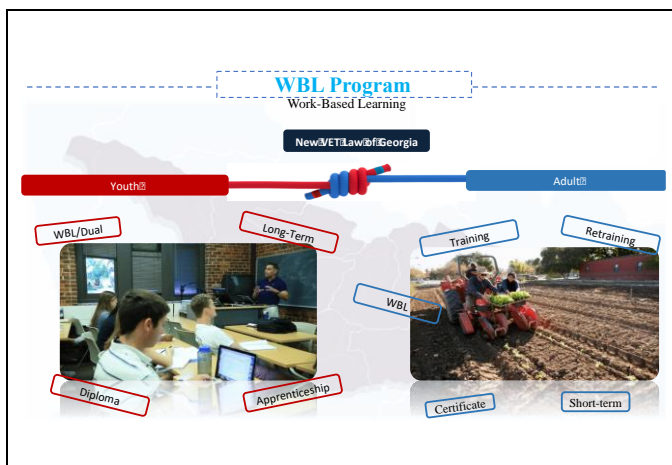 WBL Program
Work-Based Learning
New VET Law of Georgia
Youth
Adult
WBL/Dual
Long-Term
Training
Retraining
WBL
Diploma
Apprenticeship
Certificate
Short-term